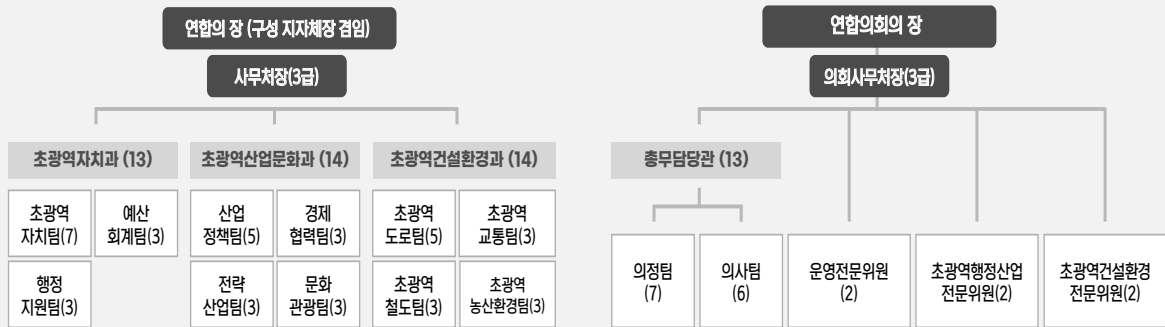 연합의 장 (구성 지자체장 겸임)
사무처장(3급)
초광역자치과 (13)
초광역
자치팀(7)
예산
회계팀(3)
행정
지원팀(3)
초광역산업문화과 (14)
산업
정책팀(5)
경제
협력팀(3)
전략
산업팀(3)
문화
관광팀(3)
초광역건설환경과 (14)
초광역
도로팀(5)
초광역
교통팀(3)
초광역
철도팀(3)
초광역
농산환경팀(3)
연합의회의 장
의회사무처장(3급)
총무담당관 (13)
의정팀
(7)
의사팀
(6)
운영전문위원
(2)
초광역행정산업
전문위원(2)
초광역건설환경
전문위원(2)